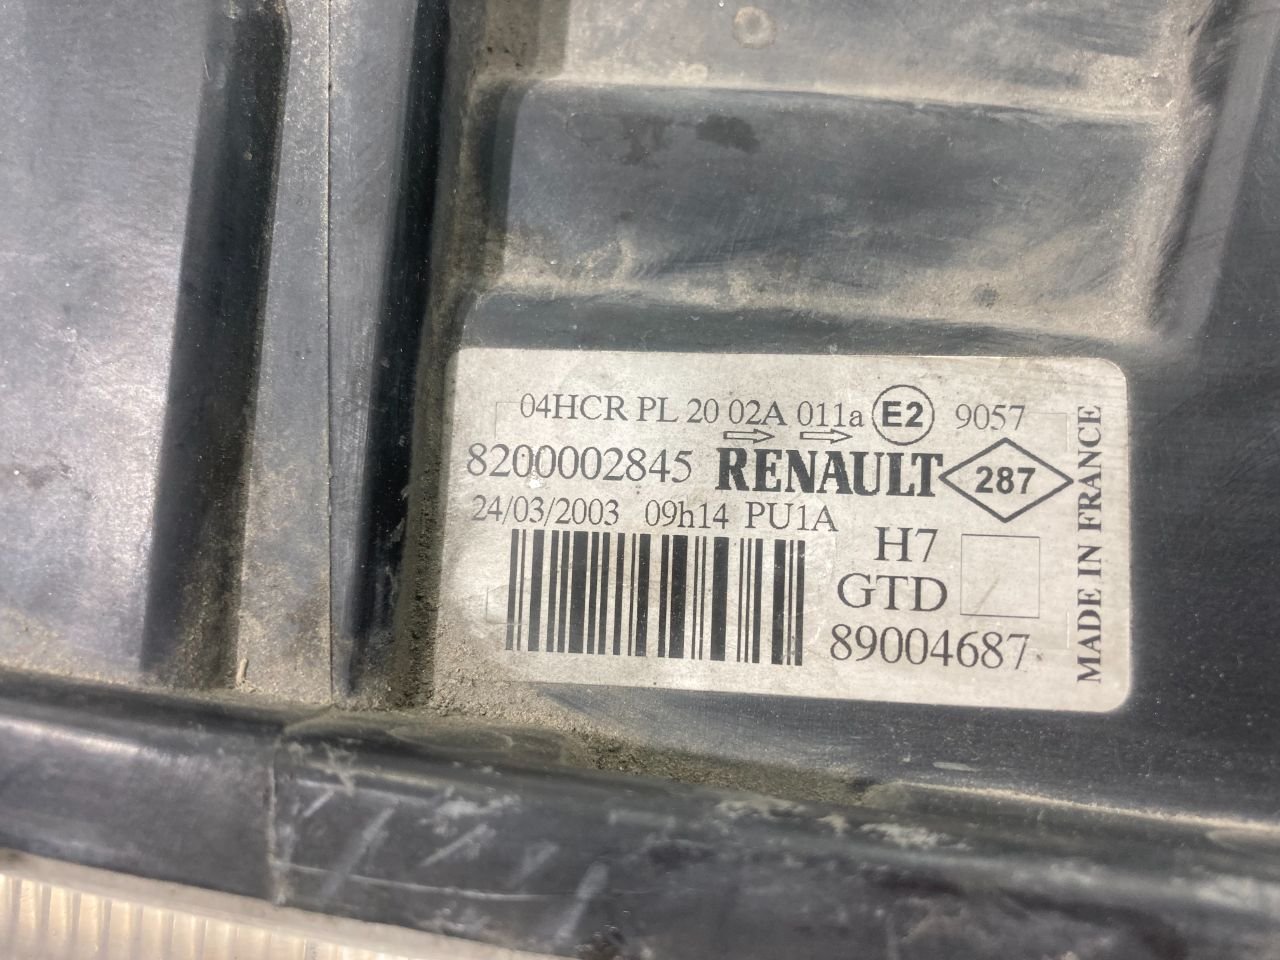 04HCR PL 20 02A 011a E2 9057
8200002845 RENAULT 287
24/03/2003 09h14 PU1A
H7
GTD
89004687
MADE IN FRANCE